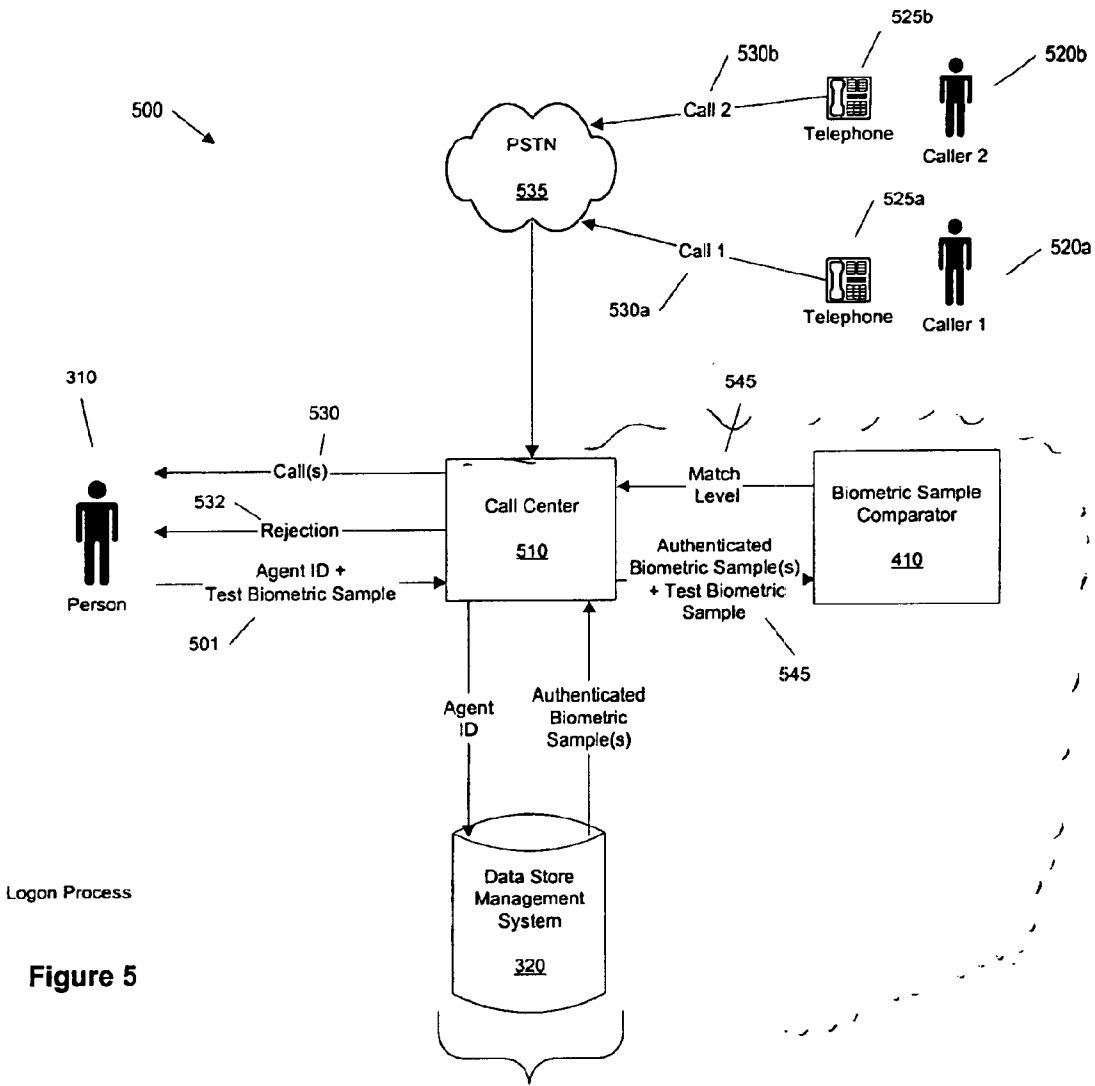 525b
530b
520b
500
Call 2
PSTN
Telephone
Caller 2
535
525a
Call 1
520a
530a
Telephone
Caller 1
310
545
530
Call(s)
Match
Level
Biometric Sample
Comparator
532
Call Center
Rejection
510
Authenticated
Biometric Sample(s)
+ Test Biometric
Sample
410
Agent ID +
Test Biometric Sample
Person
501
545
Agent
ID
Authenticated
Biometric
Sample(s)
Data Store
Management
System
Logon Process
320
Figure 5